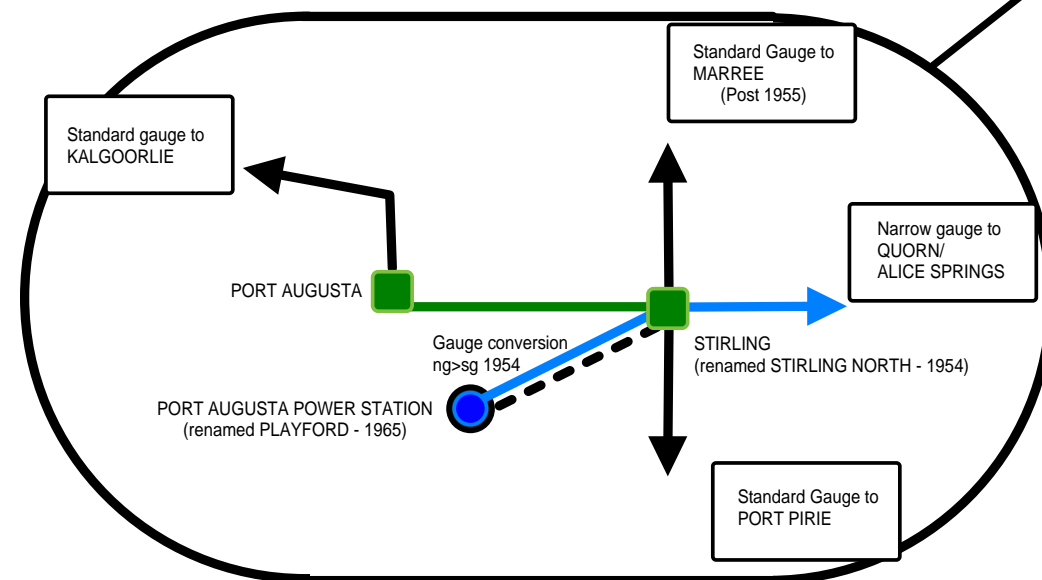 Standard Gauge to
MARREE
(Post 1955)
Standard gauge to
KALGOORLIE
Narrow gauge to
QUORN/
ALICE SPRINGS
PORT AUGUSTA
Gauge conversion
ng>sg 1954
STIRLING
(renamed STIRLING NORTH - 1954)
PORT AUGUSTA POWER STATION
(renamed PLAYFORD - 1965)
Standard Gauge to
PORT PIRIE